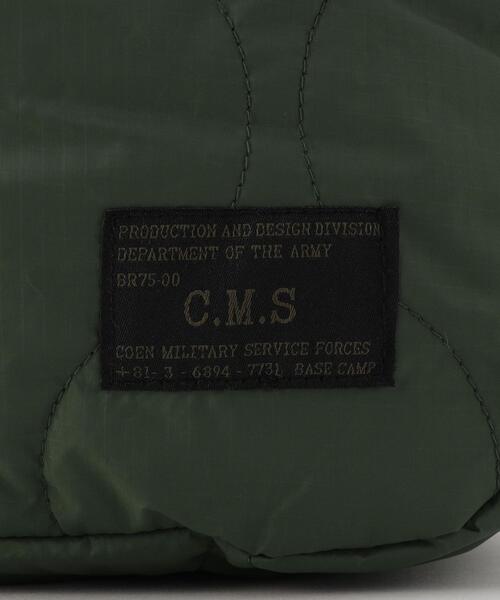 PRODUCTION AND DESIGN DIVISION
DEPARTMENT OF THE ARMY
BR75-00
C.M.S
COEN MILITARY SERVICE FORCES
+81- 3 - 6894 - 7731 BASE CAMP